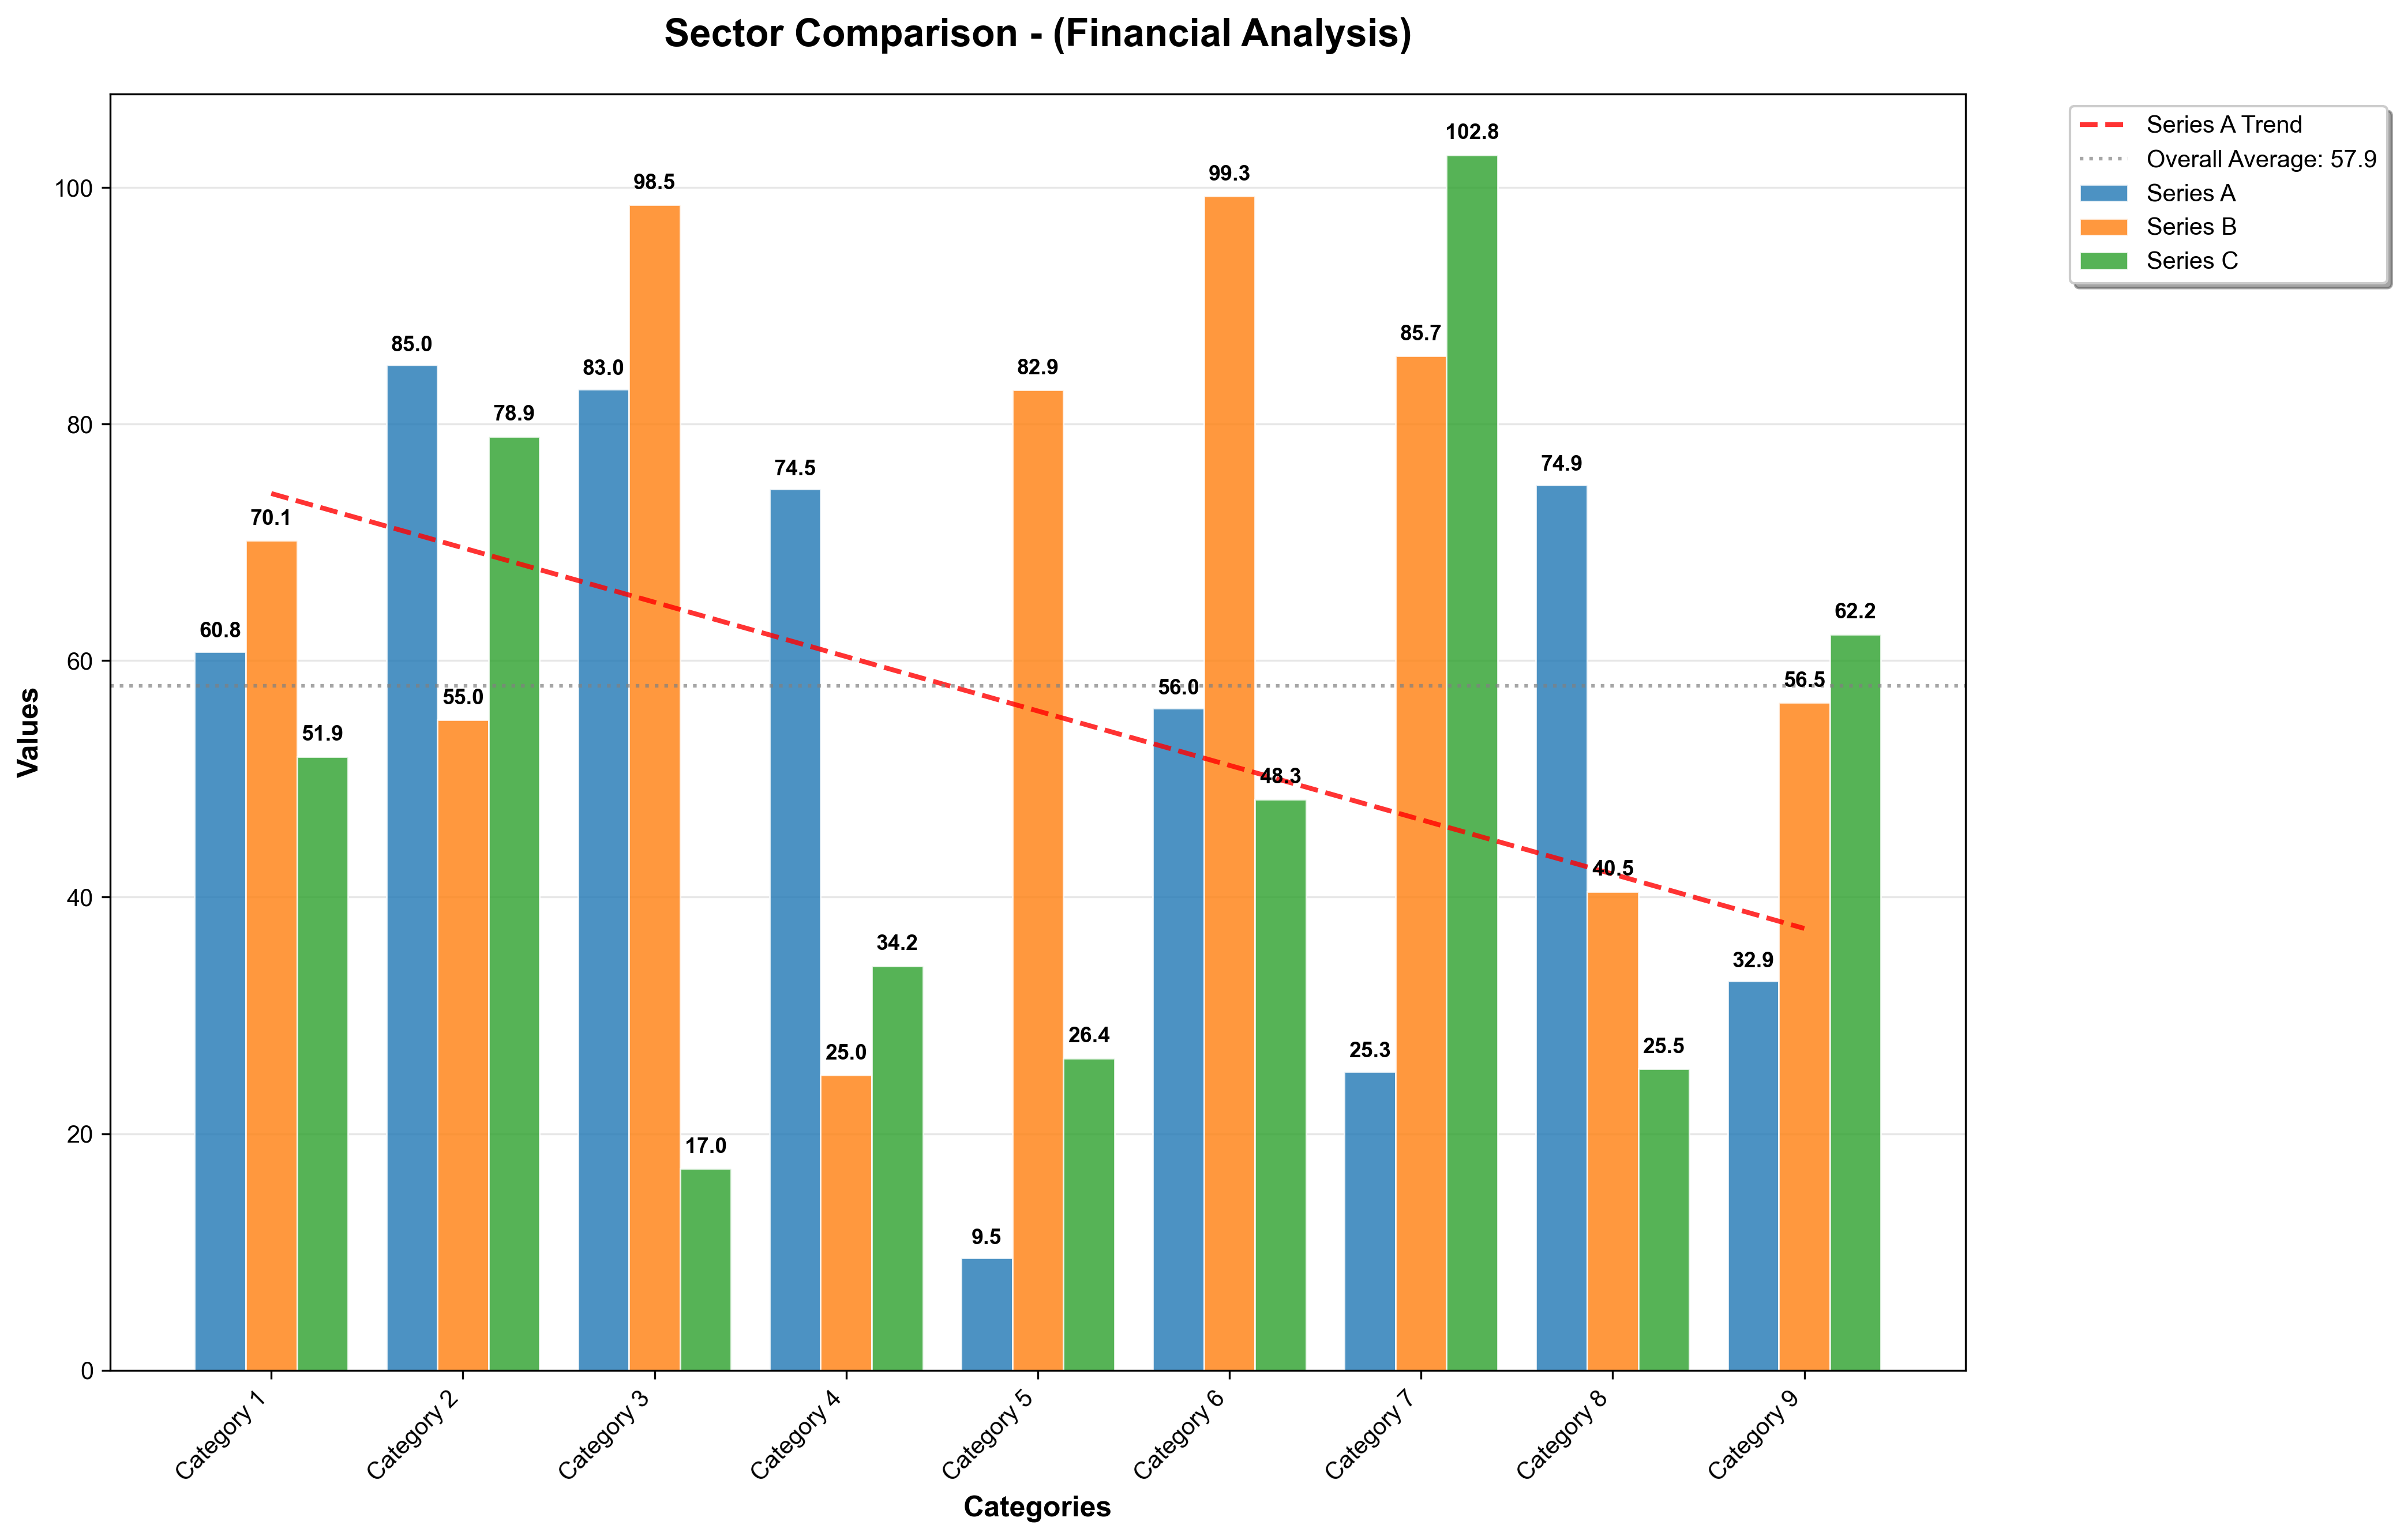 Sector Comparison - (Financial Analysis)
Series A Trend
Overall Average: 57.9
Series A
Series B
Series C
Values
100
80
60
40
20
0
60.8
70.1
51.9
85.0
55.0
78.9
83.0
98.5
17.0
74.5
25.0
34.2
9.5
82.9
26.4
56.0
99.3
48.3
25.3
85.7
102.8
74.9
40.5
25.5
32.9
56.5
62.2
Category 1
Category 2
Category 3
Category 4
Category 5
Category 6
Category 7
Category 8
Category 9
Categories